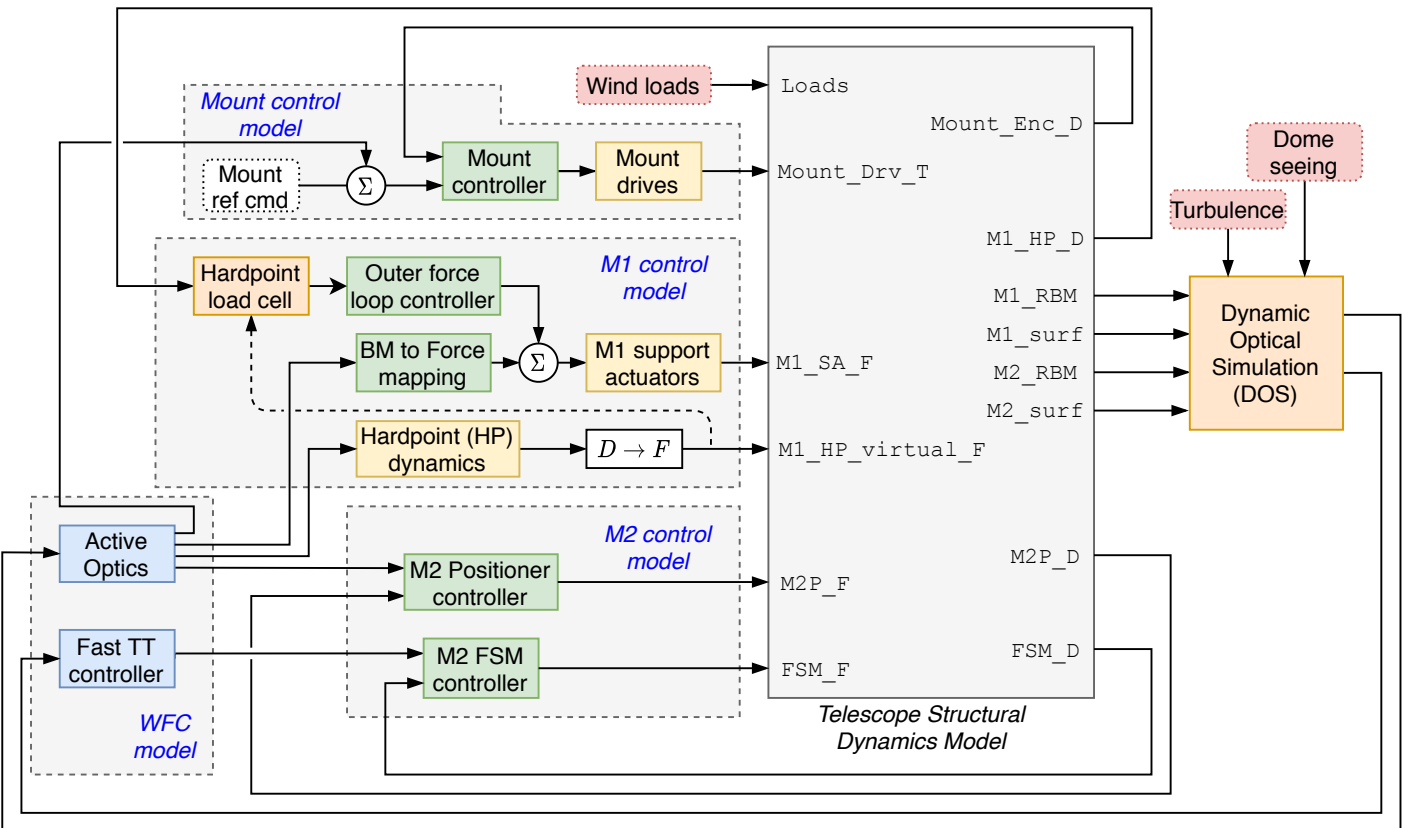 Wind loads
Loads
Mount_Enc_D
Mount control
model
Mount
ref cmd
Σ
Mount
controller
Mount
drives
Mount_Drv_T
Dome
seeing
Turbulence
M1_HP_D
Hardpoint
load cell
Outer force
loop controller
M1 control
model
BM to Force
mapping
Σ
M1 support
actuators
M1_SA_F
M1_RBM
M1_surf
M2_RBM
M2_surf
Dynamic
Optical
Simulation
(DOS)
Hardpoint (HP)
dynamics
D → F
M1_HP_virtual_F
Active
Optics
M2 control
model
M2 Positioner
controller
M2P_F
M2P_D
Fast TT
controller
M2 FSM
controller
FSM_F
FSM_D
WFC
model
Telescope Structural
Dynamics Model